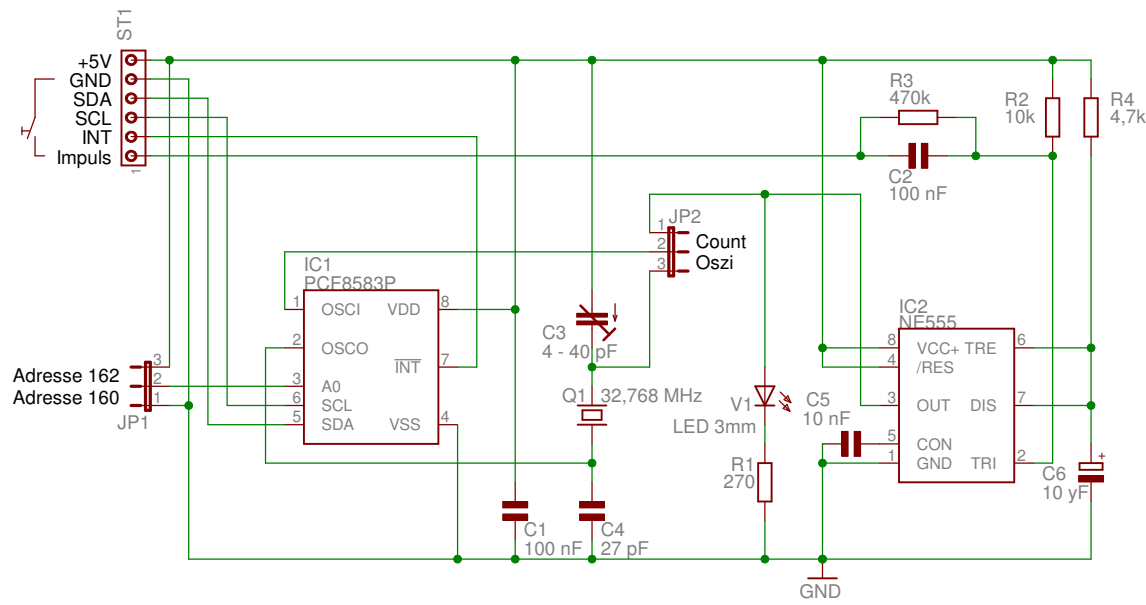 ST1
+5V
GND
SDA
SCL
INT
Impuls
1
R3
470k
R2
10k
R4
4,7k
C2
100 nF
JP2
1
2
3
Count
Oszi
IC1
PCF8583P
1
OSCI
VDD
8
2
OSCO
INT
7
3
A0
6
SCL
5
SDA
VSS
4
Adresse 162
Adresse 160
3
2
1
JP1
C3
4 - 40 pF
Q1
32,768 MHz
V1
LED 3mm
R1
270
C5
10 nF
IC2
NE555
8
VCC+
TRE
6
4
/RES
3
OUT
DIS
7
5
CON
1
GND
TRI
2
C6
+
10 yF
C1
100 nF
C4
27 pF
GND